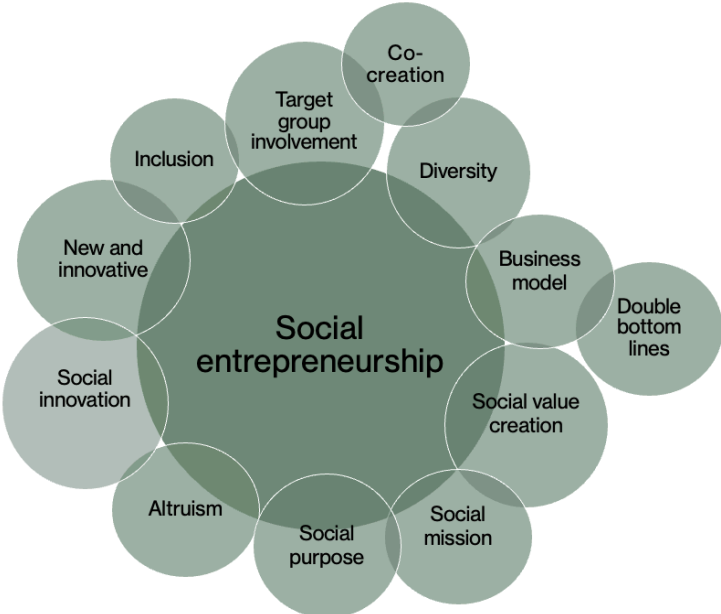 Co-
creation
Target
group
involvement
Inclusion
Diversity
New and
innovative
Business
model
Double
bottom
lines
Social
entrepreneurship
Social
innovation
Social value
creation
Altruism
Social
purpose
Social
mission